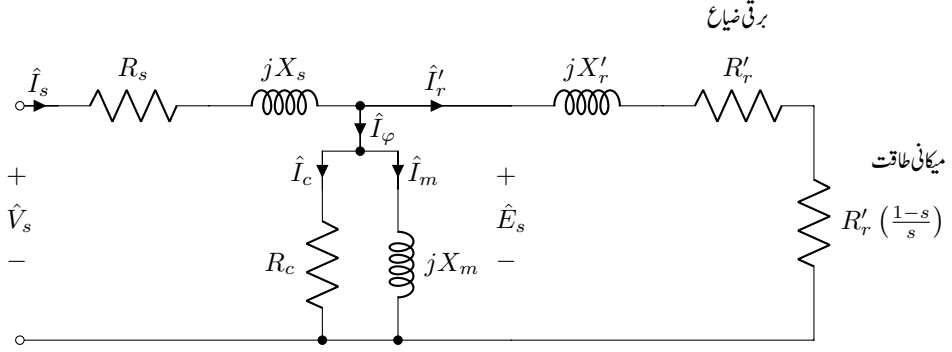 برقی ضیاع
Î_s R_s jX_s Î'_r jX'_r R'_r
Î_φ
Î_c Î_m
میکانی طاقت
+ V̂_s −
R_c jX_m
+ Ê_s −
R'_r (1−s/s)